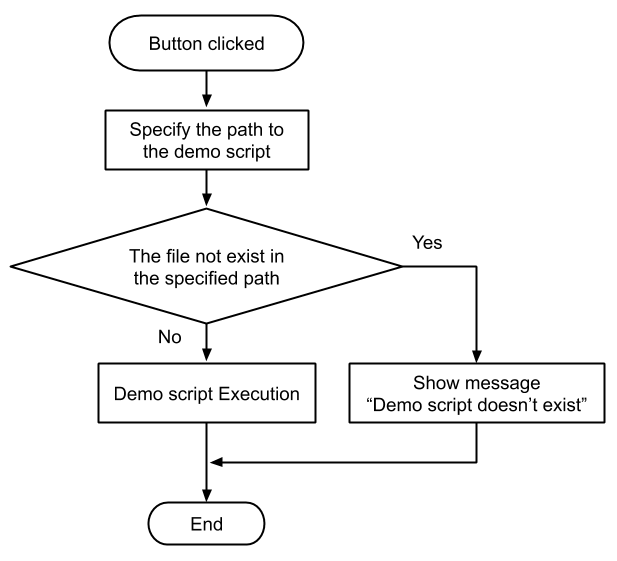 Button clicked
Specify the path to
the demo script
The file not exist in
the specified path
Yes
No
Demo script Execution
Show message
“Demo script doesn’t exist”
End